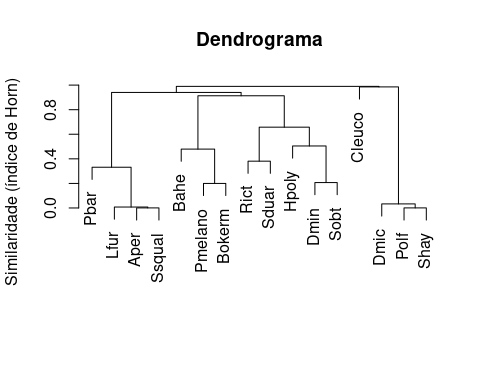 Dendrograma
Similaridade (índice de Horn)
0.8
0.4
0.0
Pbar
Lfur
Aper
Ssqual
Bahe
Pmelano
Bokerm
Rict
Sduar
Hpoly
Dmin
Sobt
Cleuco
Dmic
Polf
Shay